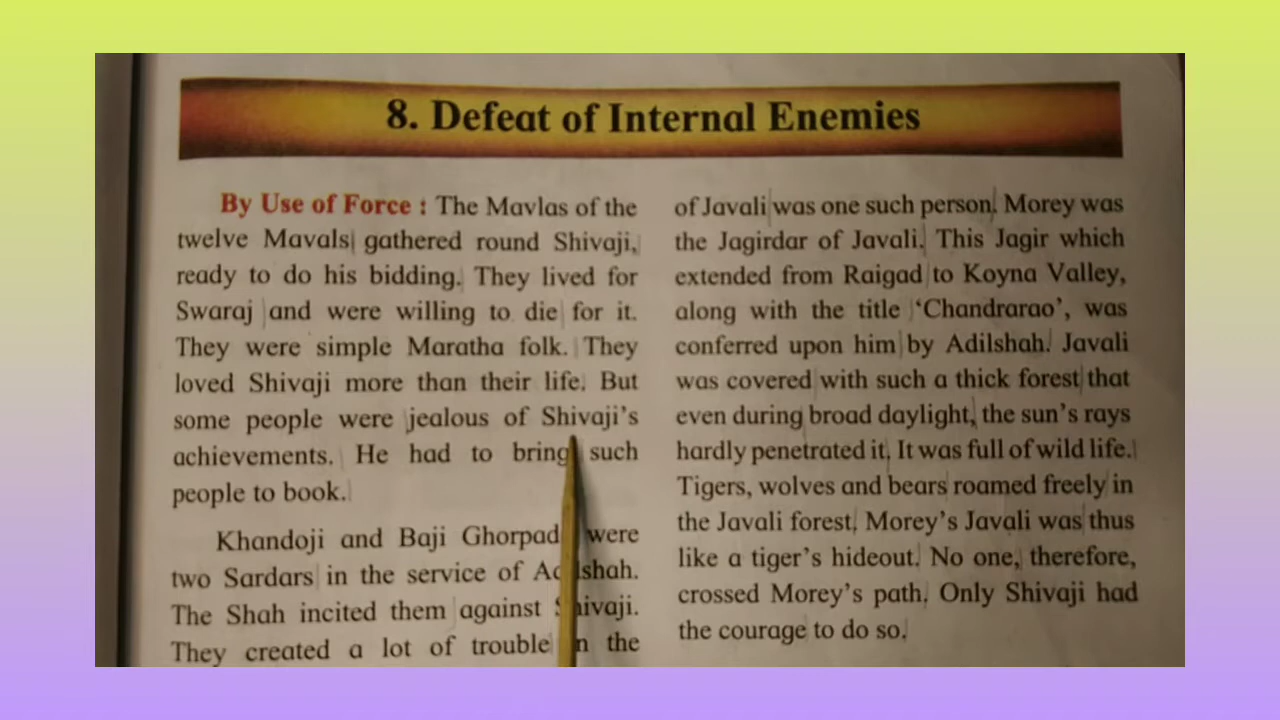 8. Defeat of Internal Enemies
By Use of Force : The Mavlas of the
twelve Mavals gathered round Shivaji,
ready to do his bidding. They lived for
Swaraj and were willing to die for it.
They were simple Maratha folk. They
loved Shivaji more than their life. But
some people were jealous of Shivaji's
achievements. He had to bring such
people to book.
Khandoji and Baji were
two Sardars in the service of
The Shah incited them against Shivaji.
They created a lot of trouble the
of Javali was one such person. Morey was
the Jagirdar of Javali. This Jagir which
extended from Raigad to Koyna Valley,
along with the title ‘Chandrarao’, was
conferred upon him by Adilshah. Javali
was covered with such a thick forest that
even during broad daylight, the sun's rays
hardly penetrated it. It was full of wild life.
Tigers, wolves and bears roamed freely in
the Javali forest. Morey's Javali was thus
like a tiger's hideout. No one, therefore,
crossed Morey's path. Only Shivaji had
the courage to do so.